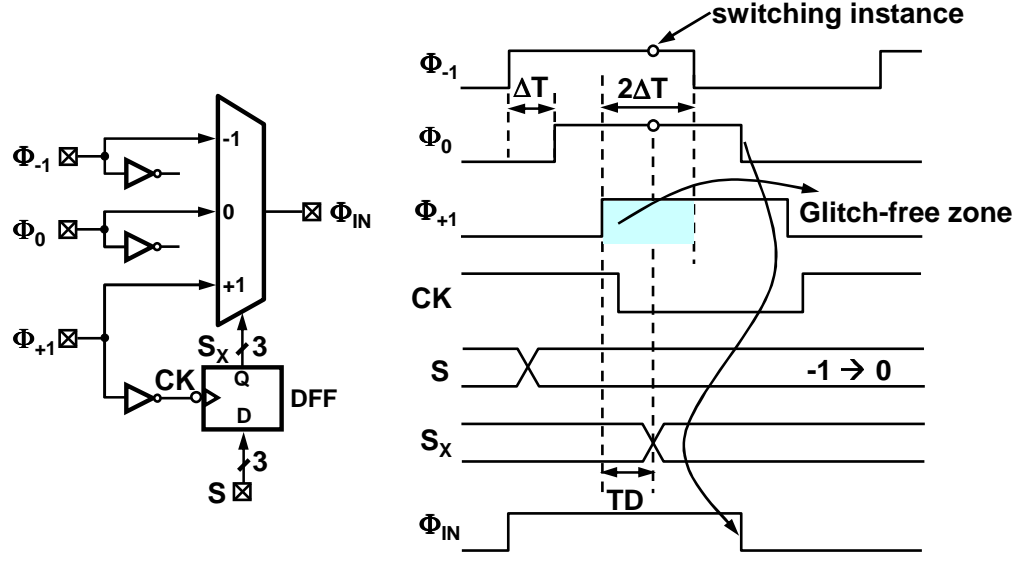 switching instance
Φ-1
ΔT
2ΔT
Φ0
Φ+1
Glitch-free zone
CK
S
-1 → 0
SX
TD
ΦIN
Φ-1
-1
Φ0
0
ΦIN
Φ+1
+1
SX
3
CK
Q
D
DFF
3
S